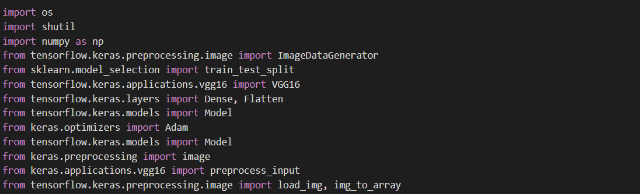 import os
import shutil
import numpy as np
from tensorflow.keras.preprocessing.image import ImageDataGenerator
from sklearn.model_selection import train_test_split
from tensorflow.keras.applications.vgg16 import VGG16
from tensorflow.keras.layers import Dense, Flatten
from tensorflow.keras.models import Model
from keras.optimizers import Adam
from tensorflow.keras.models import Model
from keras.preprocessing import image
from keras.applications.vgg16 import preprocess_input
from tensorflow.keras.preprocessing.image import load_img, img_to_array